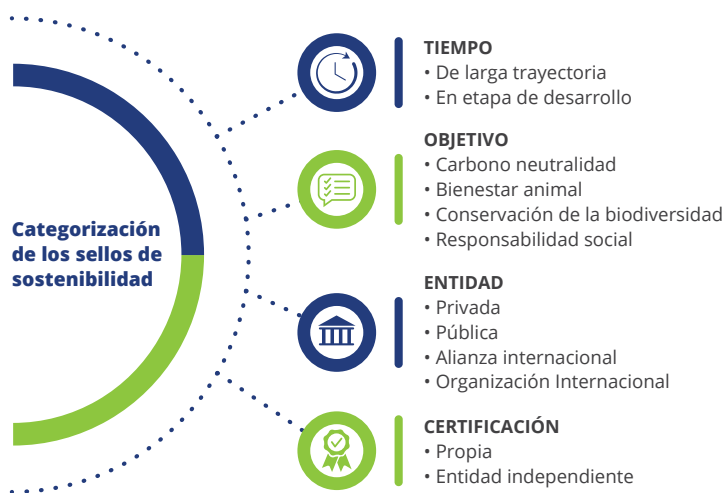 Categorización
de los sellos de
sostenibilidad
TIEMPO
• De larga trayectoria
• En etapa de desarrollo
OBJETIVO
• Carbono neutralidad
• Bienestar animal
• Conservación de la biodiversidad
• Responsabilidad social
ENTIDAD
• Privada
• Pública
• Alianza internacional
• Organización Internacional
CERTIFICACIÓN
• Propia
• Entidad independiente